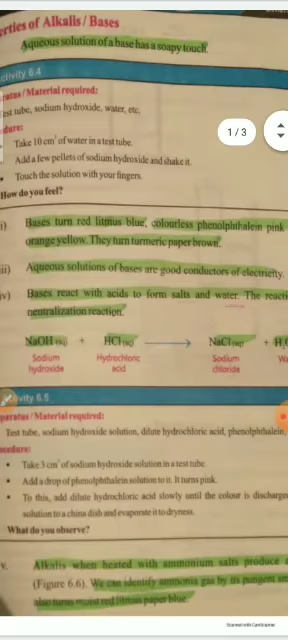 erties of Alkalis / Bases
Aqueous solution of a base has a soapy touch.
ctivity 6.4
ratus / Material required:
est tube, sodium hydroxide, water, etc.
dure:
1 / 3
Take 10 cm³ of water in a test tube.
Add a few pellets of sodium hydroxide and shake it.
• Touch the solution with your fingers.
How do you feel?
i) Bases turn red litmus blue, colourless phenolphthalein pink
orange yellow. They turn turmeric paper brown.
ii) Aqueous solutions of bases are good conductors of electricity.
iv) Bases react with acids to form salts and water. The reacti
neutralization reaction.
NaOH(aq) + HCl(aq) → NaCl(aq) + H
Sodium hydroxide Hydrochloric acid Sodium chloride Wa
vity 6.5
paratus / Material required:
Test tube, sodium hydroxide solution, dilute hydrochloric acid, phenolphthalein,
ocedure:
• Take 3 cm³ of sodium hydroxide solution in a test tube.
• Add a drop of phenolphthalein solution to it. It turns pink.
• To this, add dilute hydrochloric acid slowly until the colour is discharge
solution to a china dish and evaporate it to dryness.
What do you observe?
v. Alkalis when heated with ammonium salts produce a
(Figure 6.6). We can identify ammonia gas by its pungent sm
also turns moist red litmus paper blue.
Scanned with CamScanner